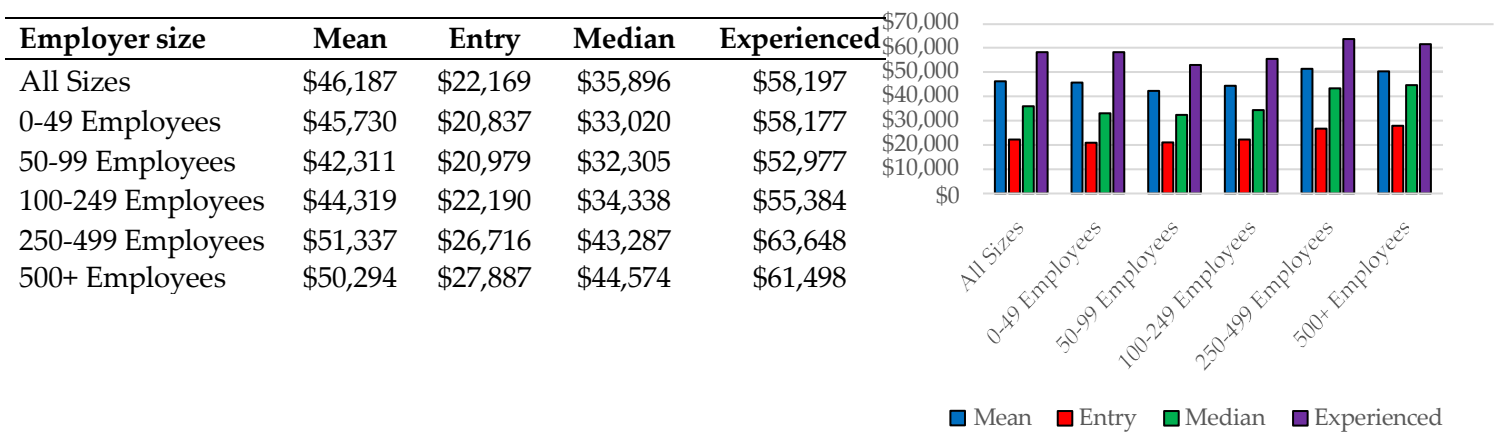 Employer size Mean Entry Median Experienced
All Sizes $46,187 $22,169 $35,896 $58,197
0-49 Employees $45,730 $20,837 $33,020 $58,177
50-99 Employees $42,311 $20,979 $32,305 $52,977
100-249 Employees $44,319 $22,190 $34,338 $55,384
250-499 Employees $51,337 $26,716 $43,287 $63,648
500+ Employees $50,294 $27,887 $44,574 $61,498
$70,000
$60,000
$50,000
$40,000
$30,000
$20,000
$10,000
$0
All Sizes
0-49 Employees
50-99 Employees
100-249 Employees
250-499 Employees
500+ Employees
Mean Entry Median Experienced